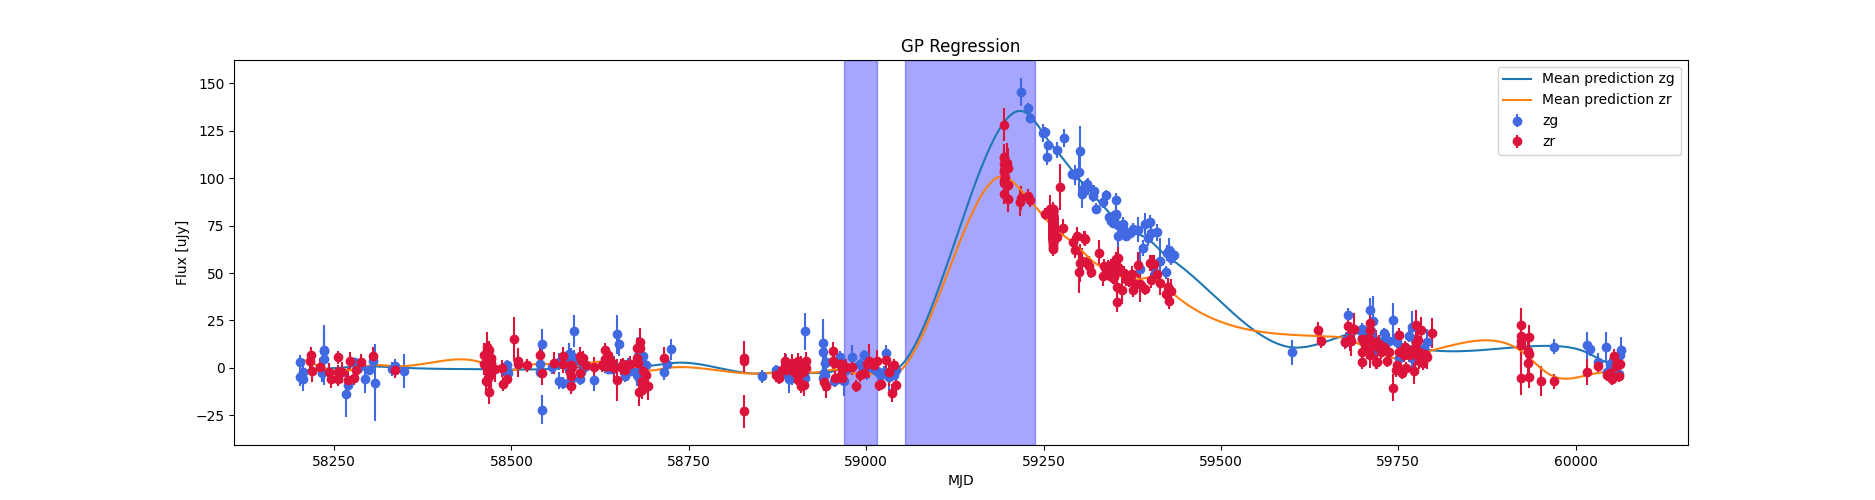 GP Regression
150
125
100
75
50
25
0
−25
Flux [uJy]
Mean prediction zg
Mean prediction zr
zg
zr
58250 58500 58750 59000 59250 59500 59750 60000
MJD